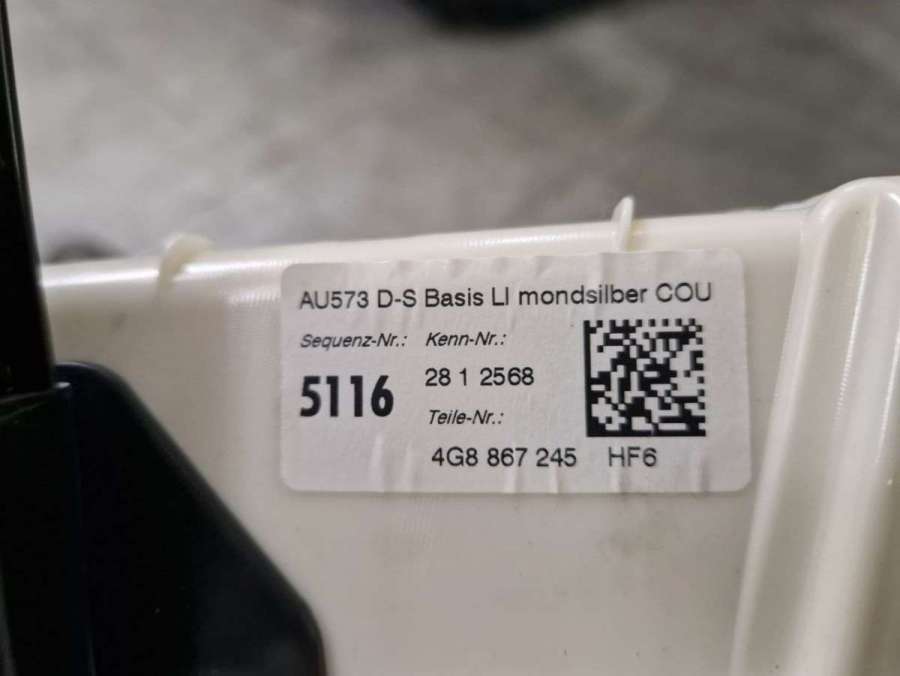 AU573 D-S Basis LI mondsilber COU
Sequenz-Nr.: Kenn-Nr.:
5116 28 1 2568
Teile-Nr.:
4G8 867 245 HF6